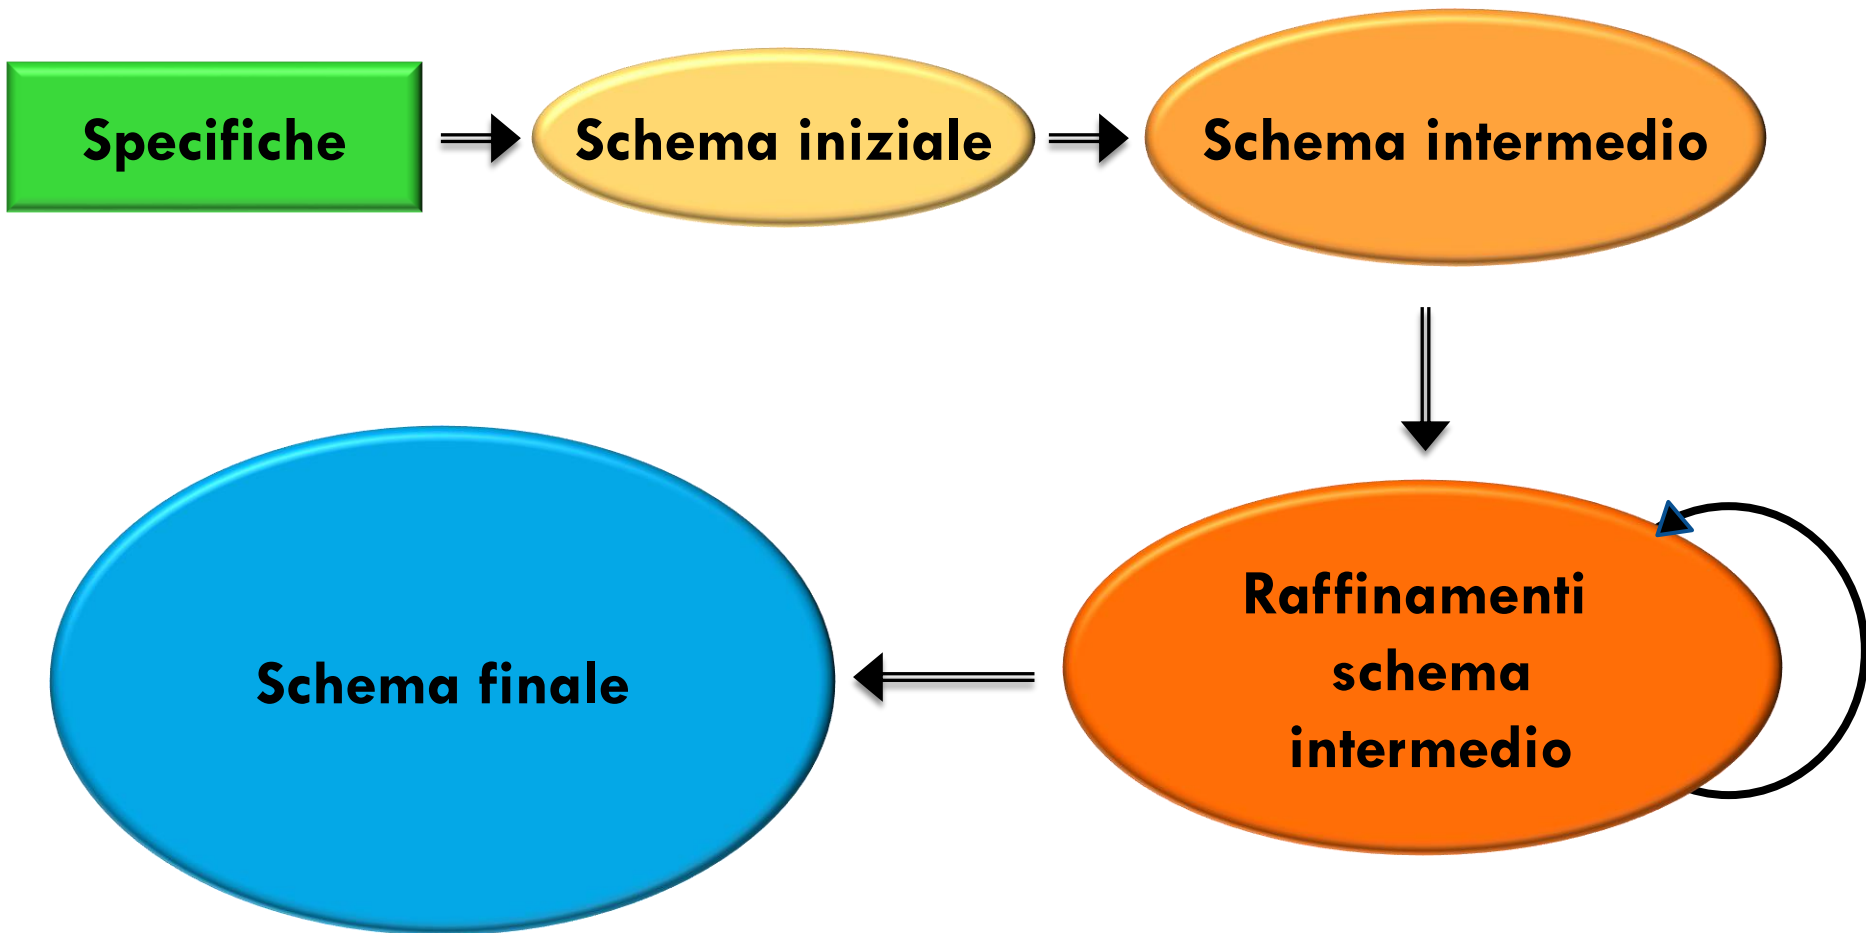 Specifiche
Schema iniziale
Schema intermedio
Raffinamenti
schema
intermedio
Schema finale